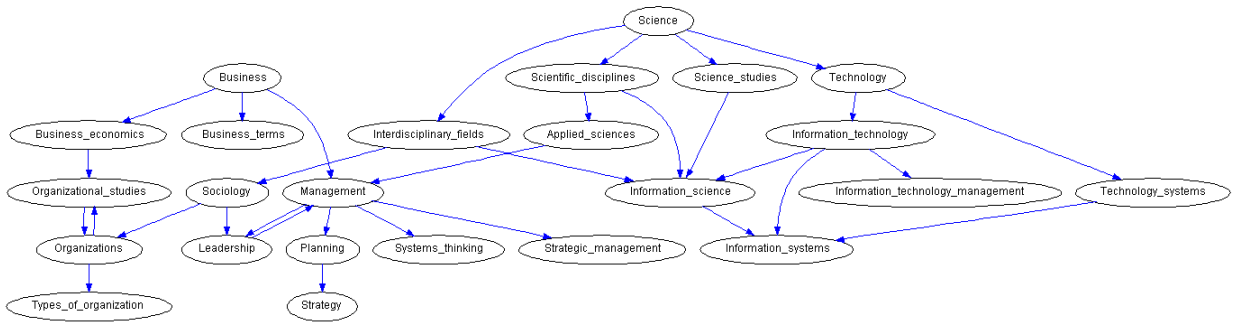 Science
Business
Scientific_disciplines
Science_studies
Technology
Business_economics
Business_terms
Interdisciplinary_fields
Applied_sciences
Information_technology
Organizational_studies
Sociology
Management
Information_science
Information_technology_management
Technology_systems
Organizations
Leadership
Planning
Systems_thinking
Strategic_management
Information_systems
Types_of_organization
Strategy